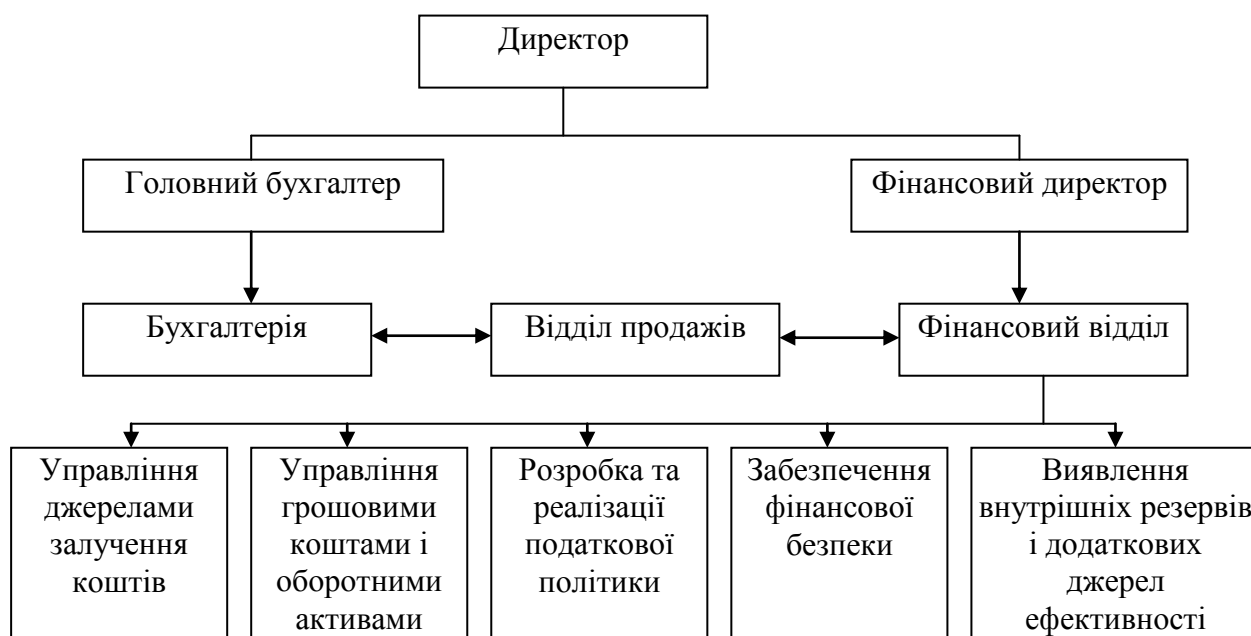 Директор
Головний бухгалтер
Фінансовий директор
Бухгалтерія
Відділ продажів
Фінансовий відділ
Управління
джерелами
залучення
коштів
Управління
грошовими
коштами і
оборотними
активами
Розробка та
реалізації
податкової
політики
Забезпечення
фінансової
безпеки
Виявлення
внутрішніх резервів
і додаткових
джерел
ефективності